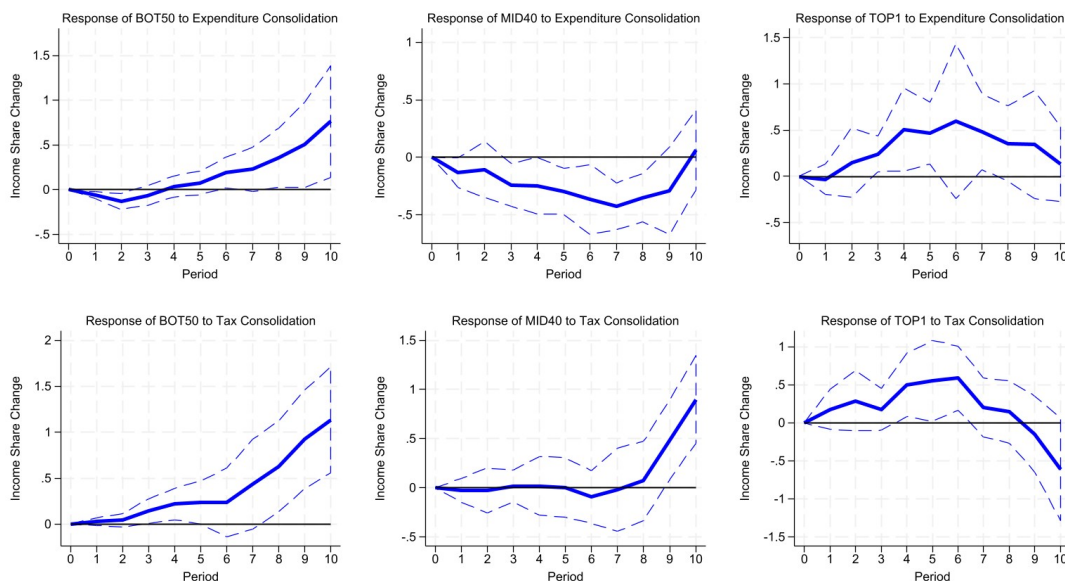 Response of BOT50 to Expenditure Consolidation
Income Share Change
1.5
1
.5
0
-.5
0 1 2 3 4 5 6 7 8 9 10
Period
Response of MID40 to Expenditure Consolidation
Income Share Change
1
.5
0
-.5
0 1 2 3 4 5 6 7 8 9 10
Period
Response of TOP1 to Expenditure Consolidation
Income Share Change
1.5
1
.5
0
-.5
0 1 2 3 4 5 6 7 8 9 10
Period
Response of BOT50 to Tax Consolidation
Income Share Change
2
1.5
1
.5
0
0 1 2 3 4 5 6 7 8 9 10
Period
Response of MID40 to Tax Consolidation
Income Share Change
1.5
1
.5
0
-.5
0 1 2 3 4 5 6 7 8 9 10
Period
Response of TOP1 to Tax Consolidation
Income Share Change
1
.5
0
-.5
-1
-1.5
0 1 2 3 4 5 6 7 8 9 10
Period